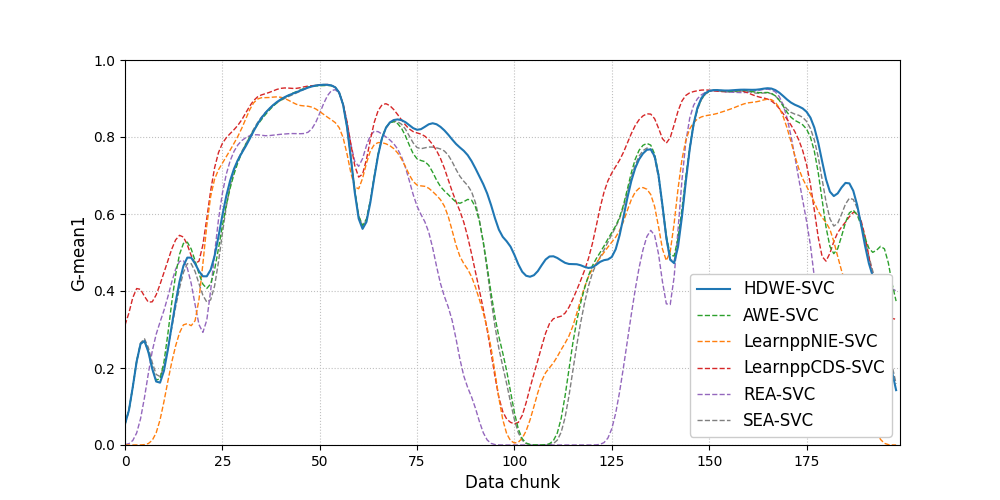 1.0
0.8
0.6
0.4
0.2
0.0
G-mean1
0 25 50 75 100 125 150 175
Data chunk
HDWE-SVC
AWE-SVC
LearnppNIE-SVC
LearnppCDS-SVC
REA-SVC
SEA-SVC